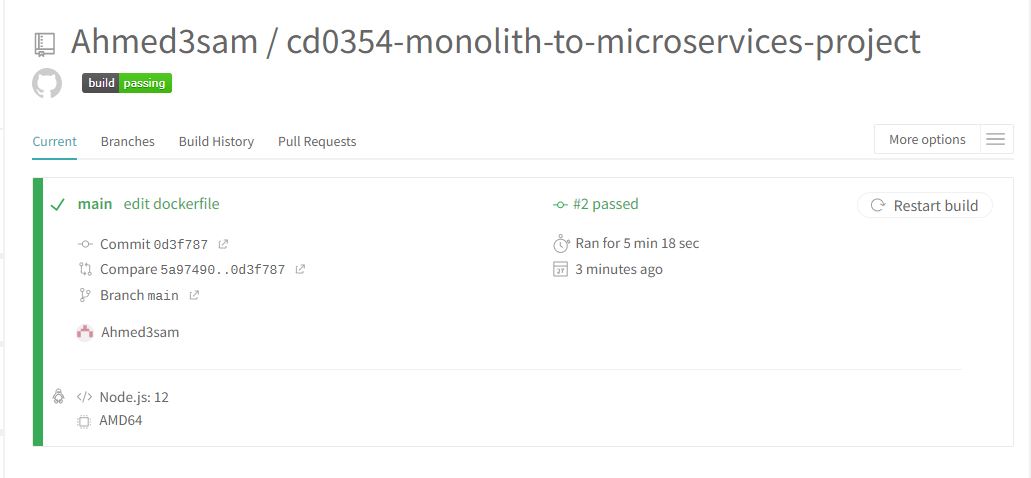 Ahmed3sam / cd0354-monolith-to-microservices-project
build passing
Current Branches Build History Pull Requests More options
main edit dockerfile #2 passed Restart build
Commit 0d3f787 Ran for 5 min 18 sec
Compare 5a97490..0d3f787 3 minutes ago
Branch main
Ahmed3sam
Node.js: 12
AMD64